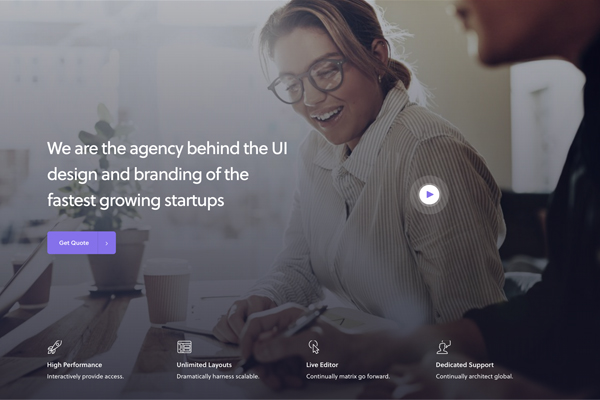 We are the agency behind the UI
design and branding of the
fastest growing startups
Get Quote
High Performance
Interactively provide access.
Unlimited Layouts
Dramatically harness scalable.
Live Editor
Continually matrix go forward.
Dedicated Support
Continually architect global.